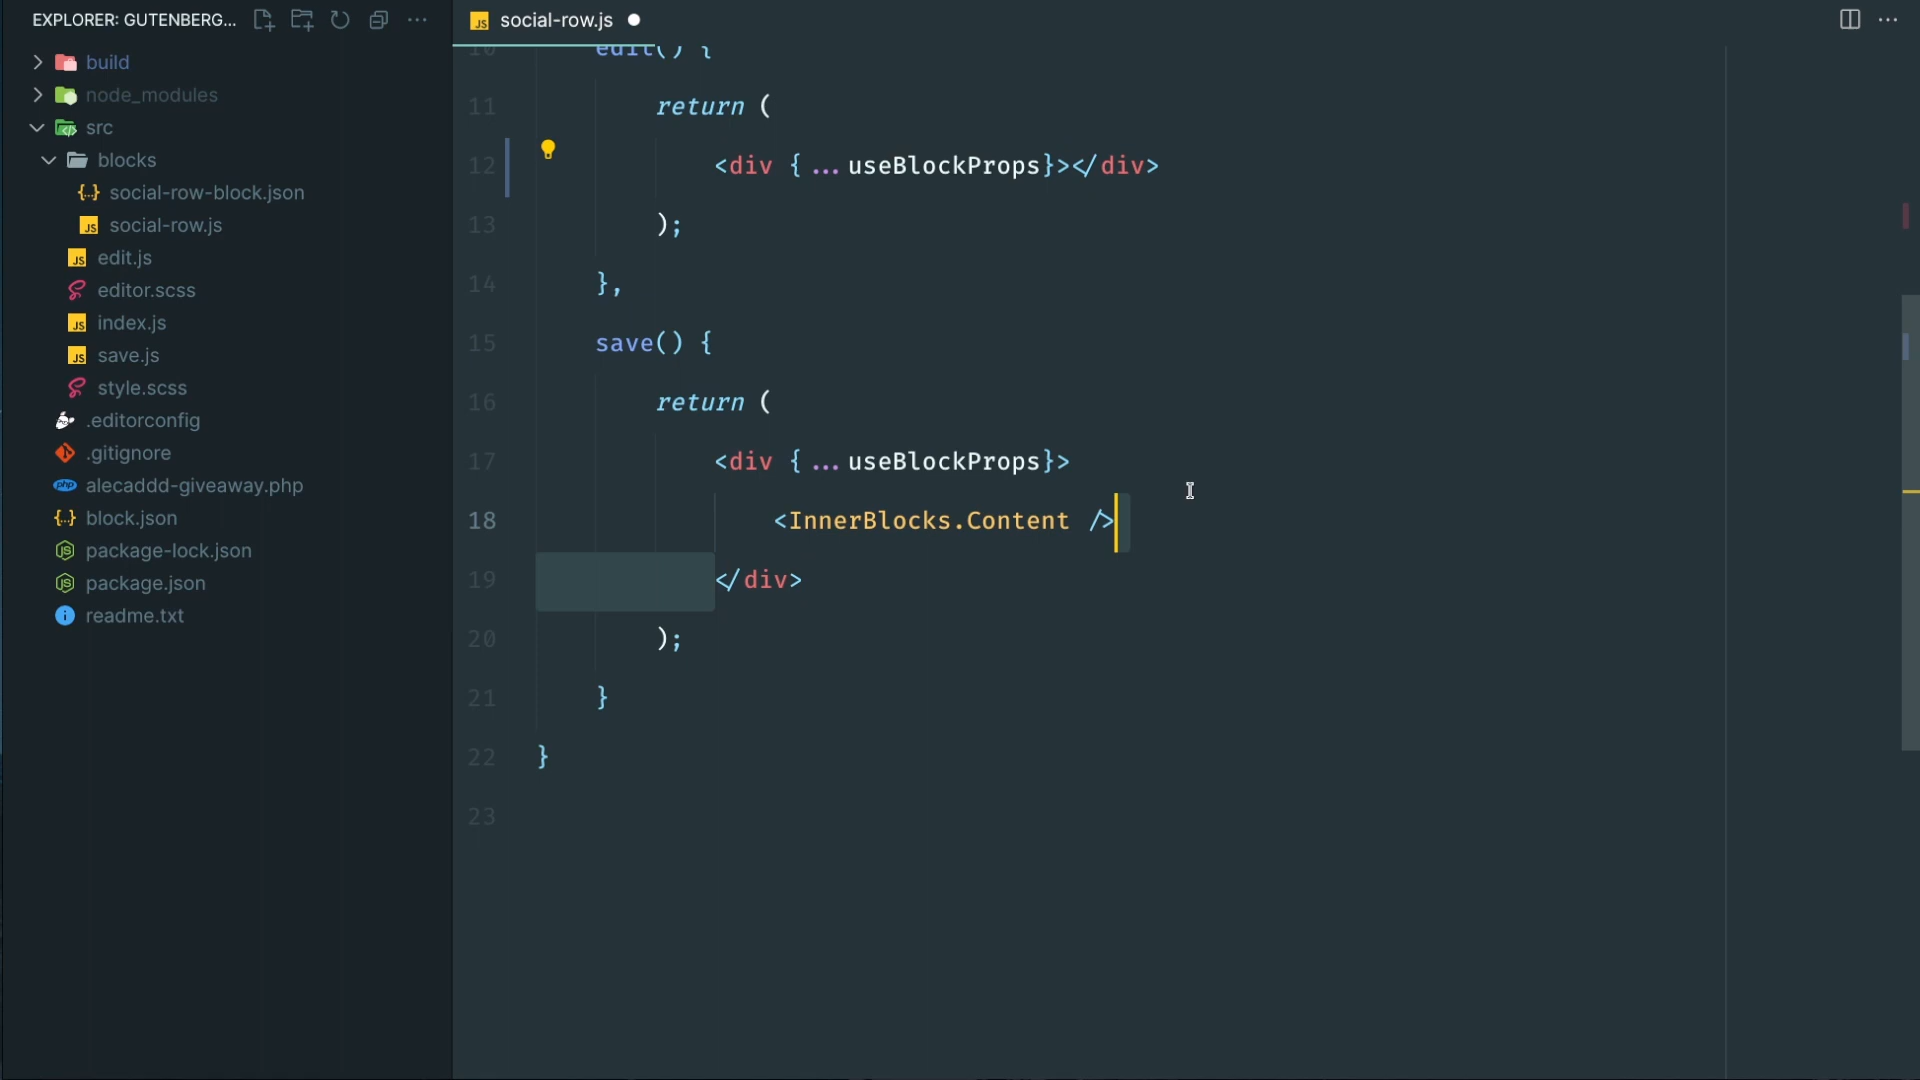 EXPLORER: GUTENBERG...
build
node_modules
src
blocks
social-row-block.json
social-row.js
edit.js
editor.scss
index.js
save.js
style.scss
.editorconfig
.gitignore
alecaddd-giveaway.php
block.json
package-lock.json
package.json
readme.txt
JS social-row.js
10 edit() {
11 return (
12 <div {...useBlockProps}></div>
13 );
14 },
15 save() {
16 return (
17 <div {...useBlockProps}>
18 <InnerBlocks.Content />
19 </div>
20 );
21 }
22 }
23